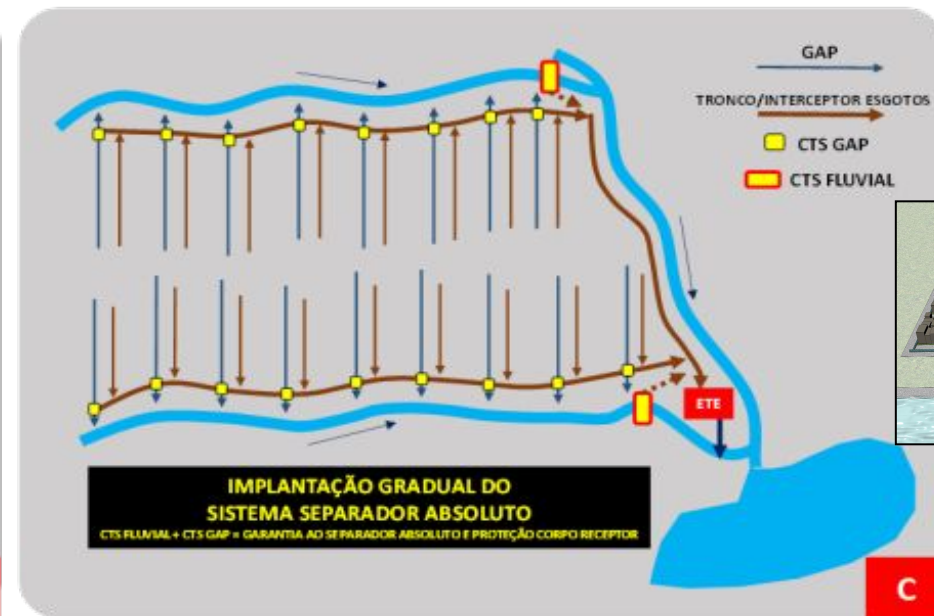 GAP
TRONCO/INTERCEPTOR ESGOTOS
CTS GAP
CTS FLUVIAL
ETE
IMPLANTAÇÃO GRADUAL DO
SISTEMA SEPARADOR ABSOLUTO
CTS FLUVIAL + CTS GAP = GARANTIA AO SEPARADOR ABSOLUTO E PROTEÇÃO CORPO RECEPTOR
C